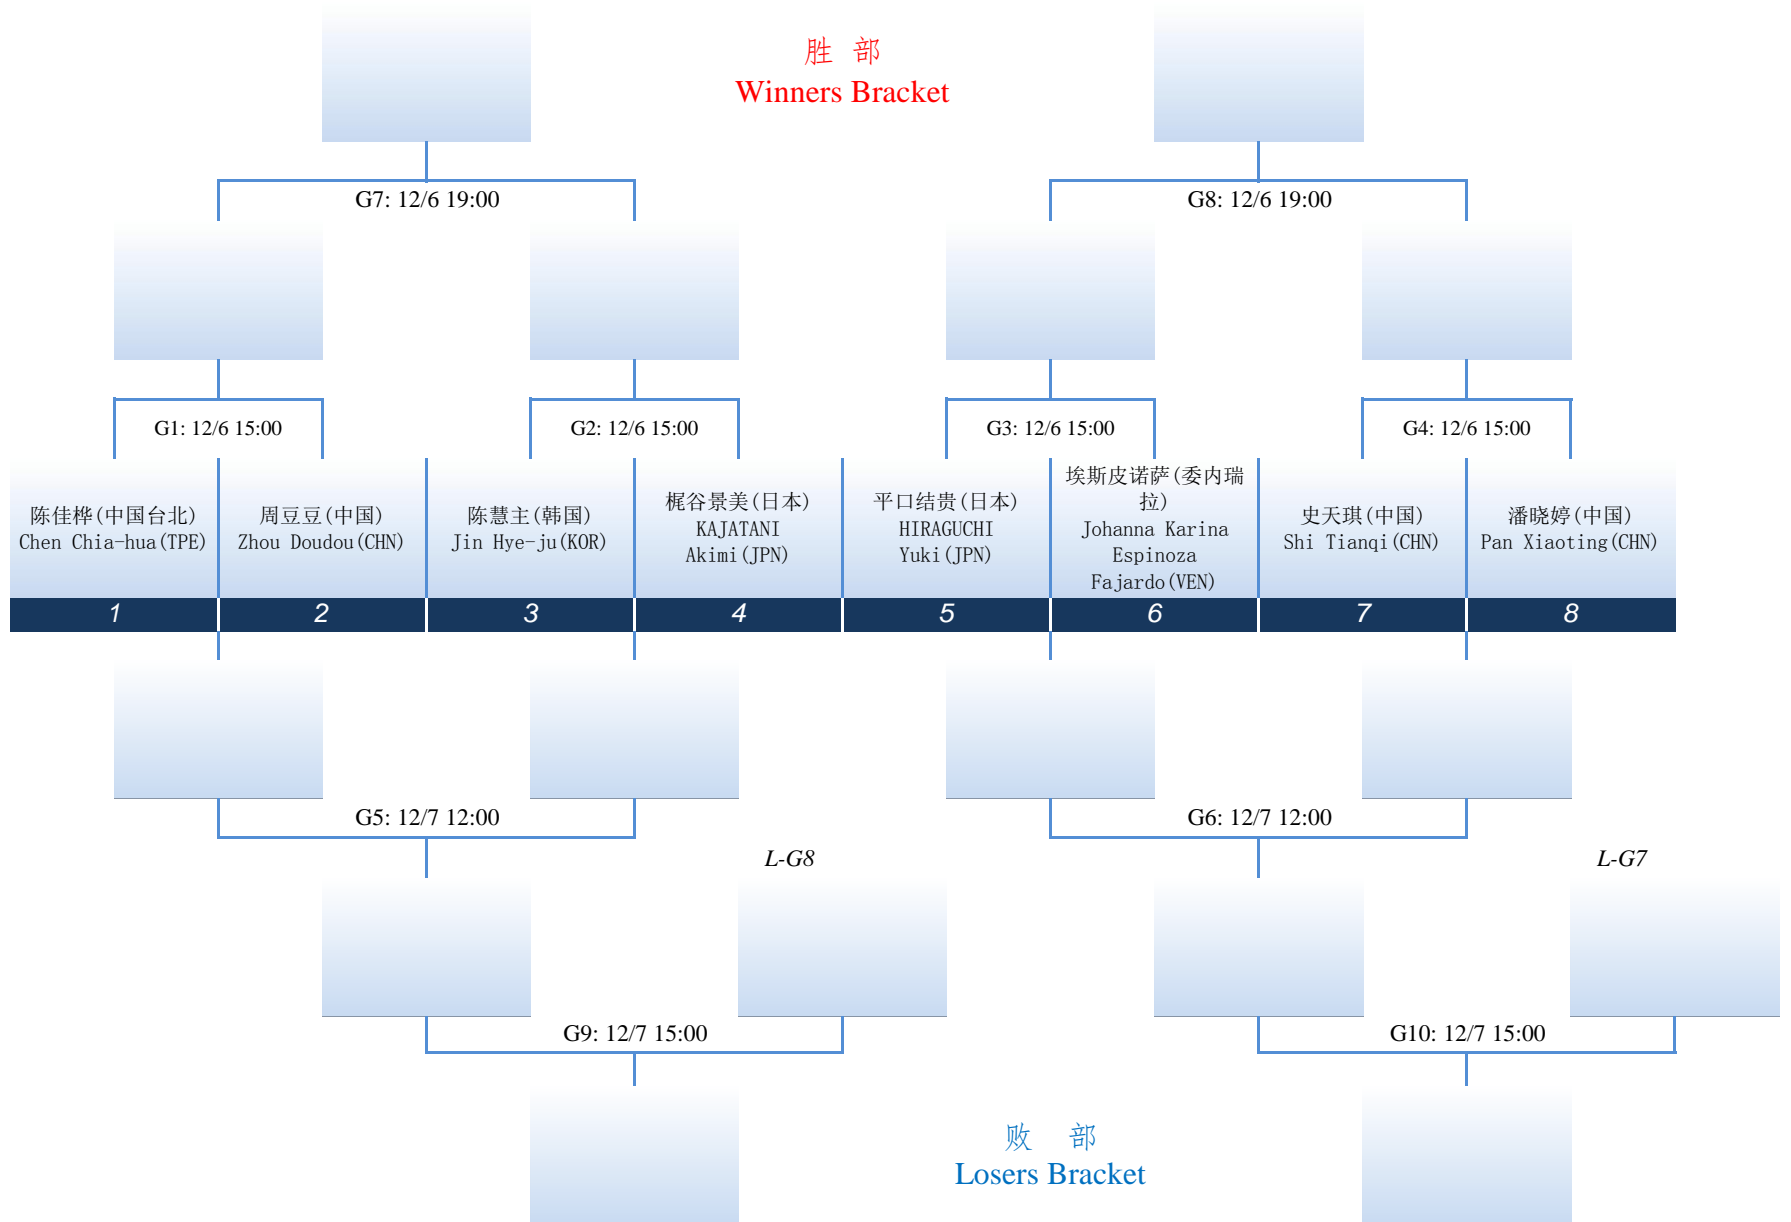 胜 部
Winners Bracket
G7: 12/6 19:00
G8: 12/6 19:00
G1: 12/6 15:00
G2: 12/6 15:00
G3: 12/6 15:00
G4: 12/6 15:00
陈佳桦(中国台北)
Chen Chia-hua(TPE)
周豆豆(中国)
Zhou Doudou(CHN)
陈慧主(韩国)
Jin Hye-ju(KOR)
梶谷景美(日本)
KAJATANI
Akimi(JPN)
平口结贵(日本)
HIRAGUCHI
Yuki(JPN)
埃斯皮诺萨(委内瑞
拉)
Johanna Karina
Espinoza
Fajardo(VEN)
史天琪(中国)
Shi Tianqi(CHN)
潘晓婷(中国)
Pan Xiaoting(CHN)
1
2
3
4
5
6
7
8
G5: 12/7 12:00
G6: 12/7 12:00
L-G8
L-G7
G9: 12/7 15:00
G10: 12/7 15:00
败 部
Losers Bracket